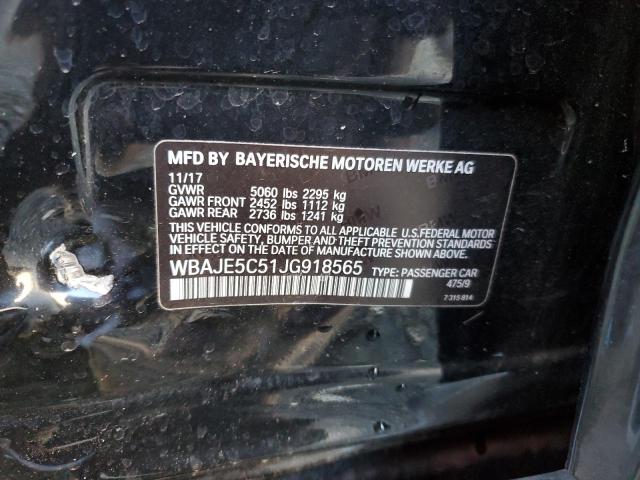 MFD BY BAYERISCHE MOTOREN WERKE AG
11/17
GVWR 5060 lbs 2295 kg
GAWR FRONT 2452 lbs 1112 kg
GAWR REAR 2736 lbs 1241 kg
THIS VEHICLE CONFORMS TO ALL APPLICABLE U.S.FEDERAL MOTOR
VEHICLE SAFETY, BUMPER AND THEFT PREVENTION STANDARDS
IN EFFECT ON THE DATE OF MANUFACTURE SHOWN ABOVE.
WBAJE5C51JG918565 TYPE: PASSENGER CAR
475/9
7 315 814